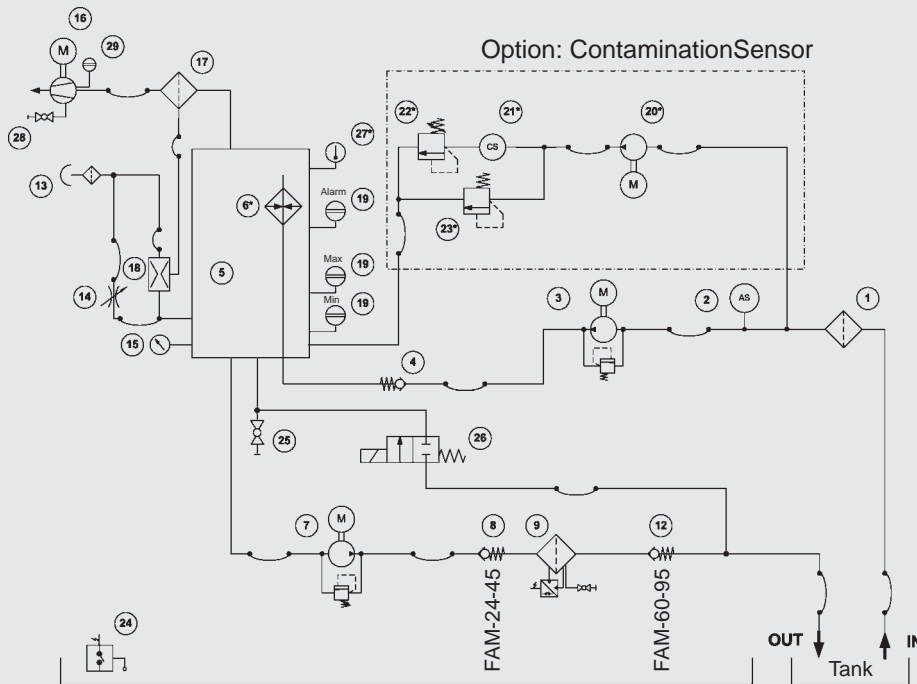 16
M
29
17
Option: ContaminationSensor
28
22*
21*
20*
CS
M
27*
13
Alarm
19
6*
23*
18
5
Max
19
14
Min
19
3
M
2
AS
1
15
4
25
26
7
M
8
9
12
FAM-24-45
FAM-60-95
24
OUT
IN
Tank